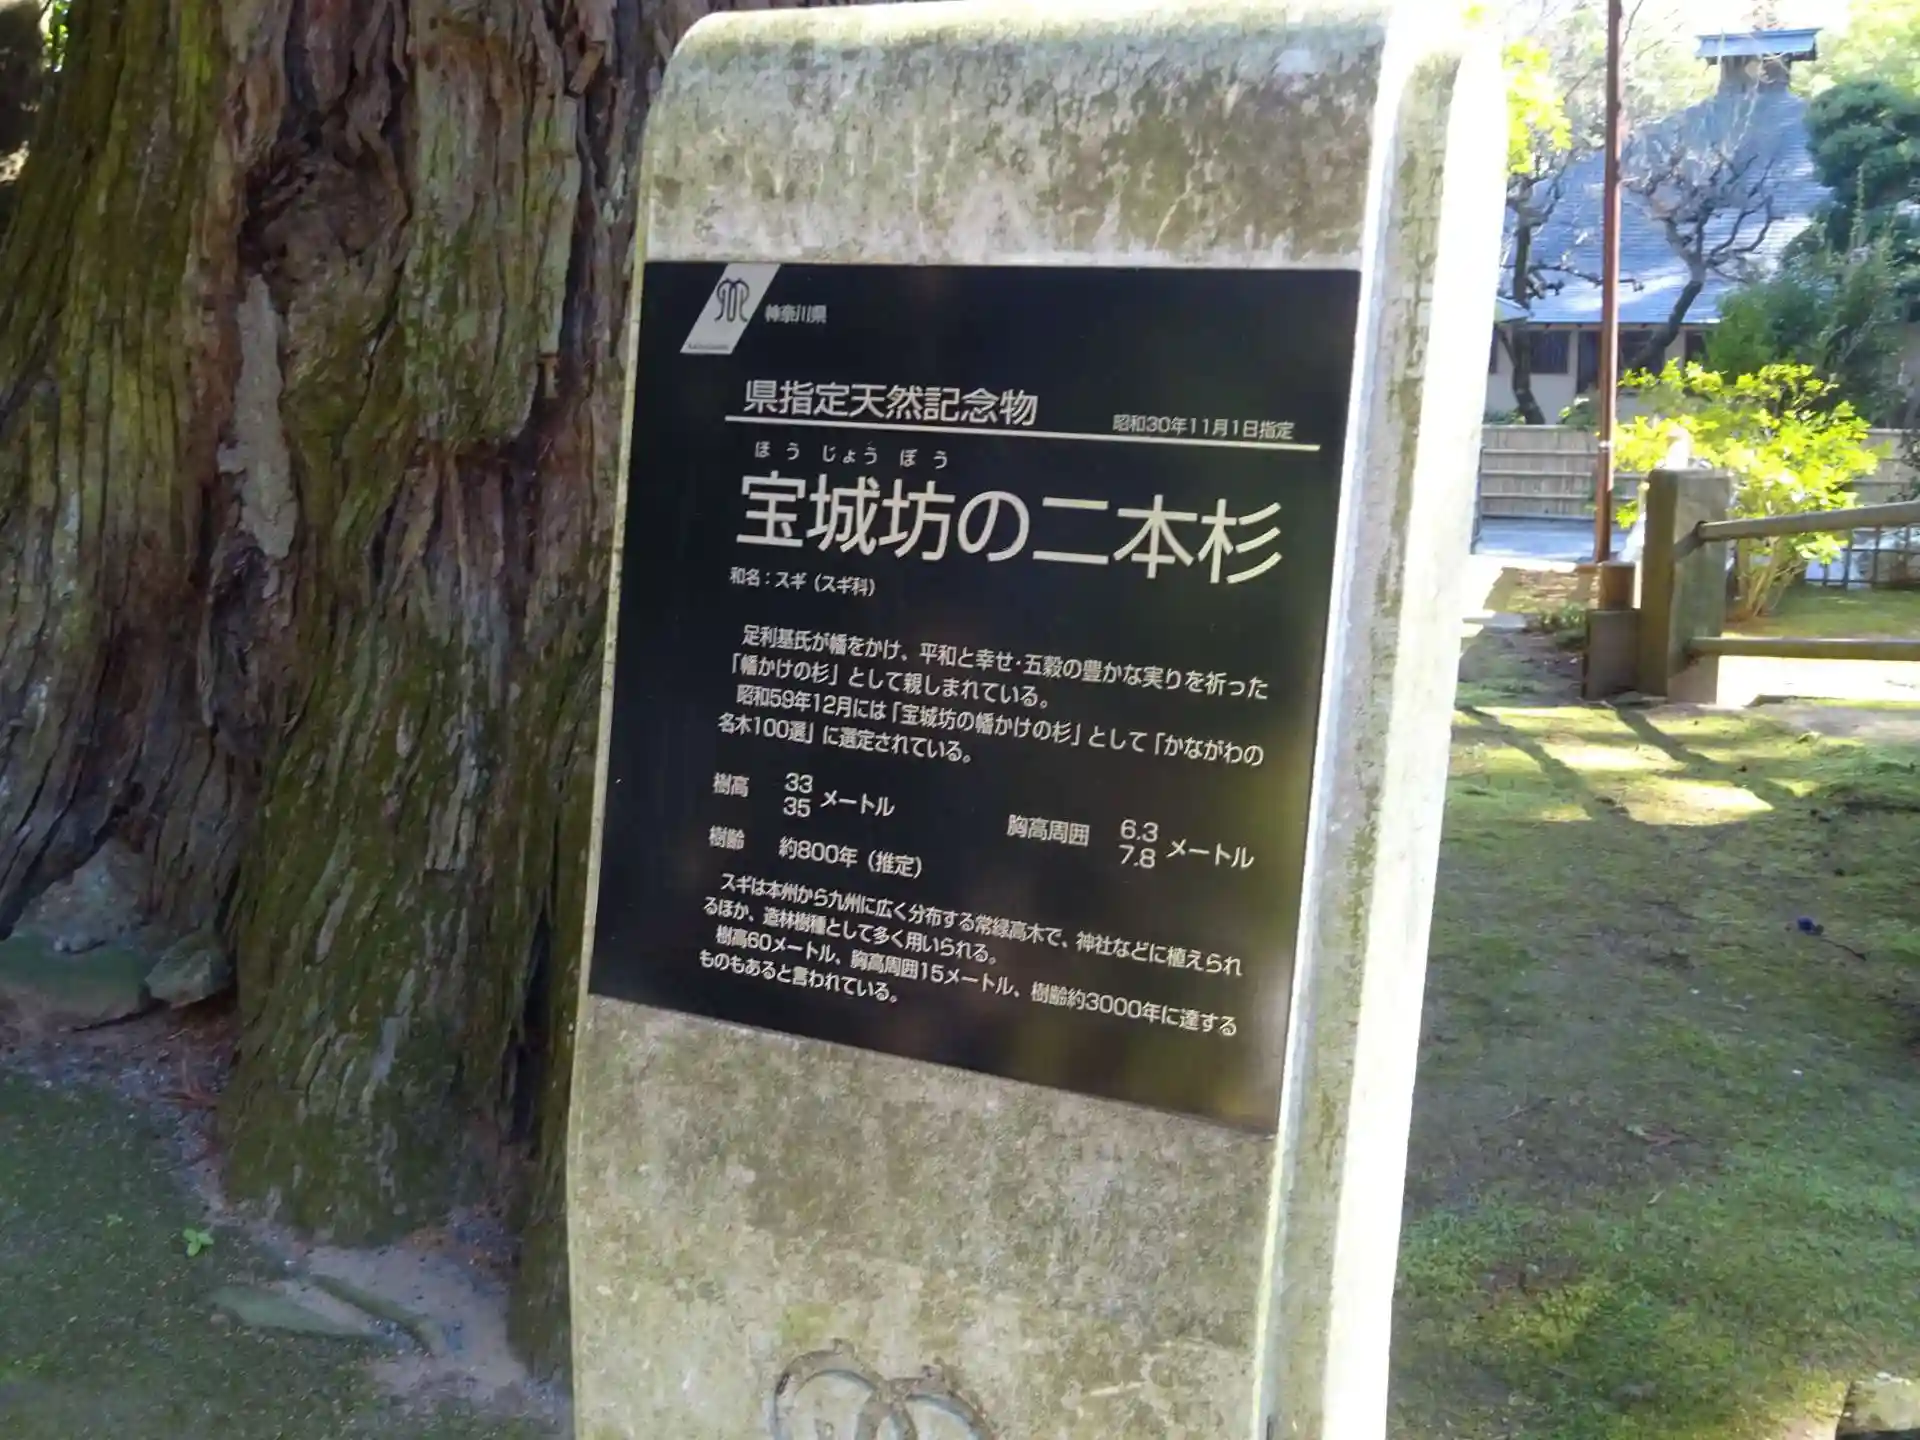 神奈川県
県指定天然記念物
昭和30年11月1日指定
ほうじょうぼう
宝城坊の二本杉
和名:スギ(スギ科)
足利基氏が幡をかけ、平和と幸せ・五穀の豊かな実りを祈った
「幡かけの杉」として親しまれている。
昭和59年12月には「宝城坊の幡かけの杉」として「かながわの
名木100選」に選定されている。
樹高 33 35 メートル
胸高周囲 6.3 7.8 メートル
樹齢 約800年(推定)
スギは本州から九州に広く分布する常緑高木で、神社などに植えられ
るほか、造林樹種として多く用いられる。
樹高60メートル、胸高周囲15メートル、樹齢約3000年に達する
ものもあると言われている。